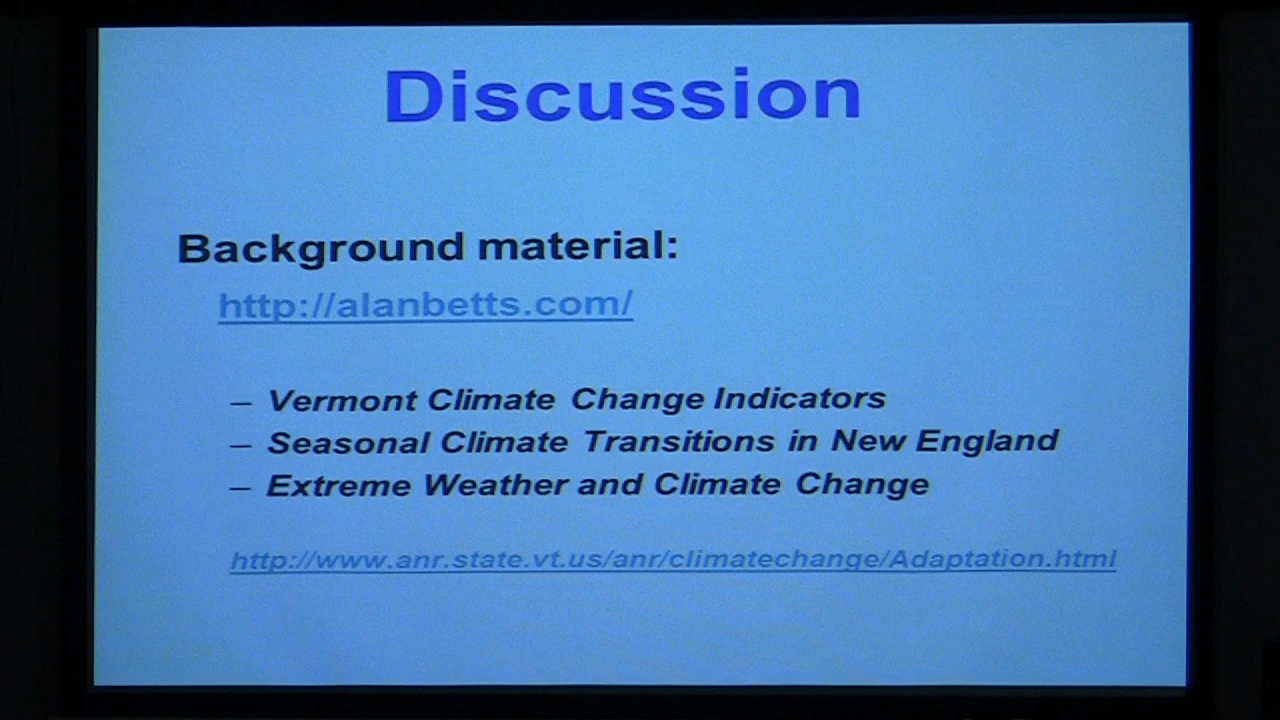 Discussion
Background material:
http://alanbetts.com/
– Vermont Climate Change Indicators
– Seasonal Climate Transitions in New England
– Extreme Weather and Climate Change
http://www.anr.state.vt.us/anr/climatechange/Adaptation.html